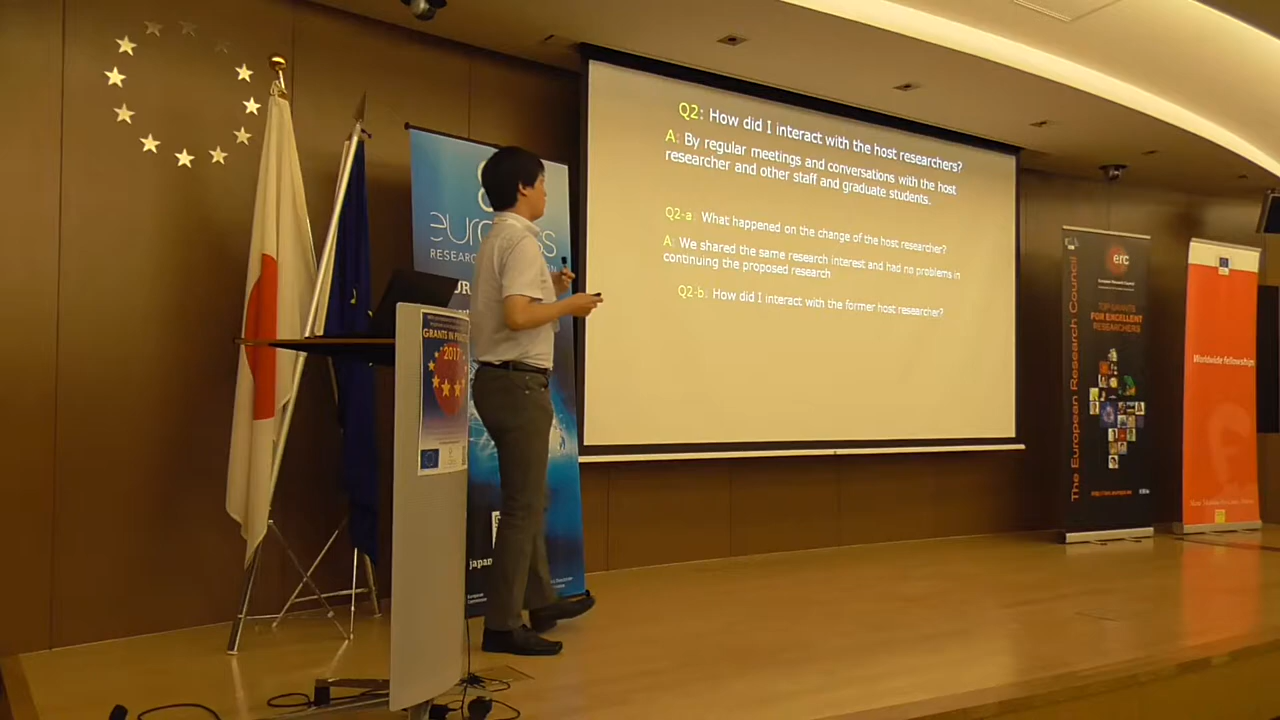 Q2: How did I interact with the host researchers?
A: By regular meetings and conversations with the host
researcher and other staff and graduate students.
Q2-a: What happened on the change of the host researcher?
A: We shared the same research interest and had no problems in
continuing the proposed research
Q2-b: How did I interact with the former host researcher?
GRANTS IN
2017
japan
The European Research Council
erc
European Research Council
TOP GRANTS
FOR EXCELLENT
RESEARCHERS
Worldwide fellowships